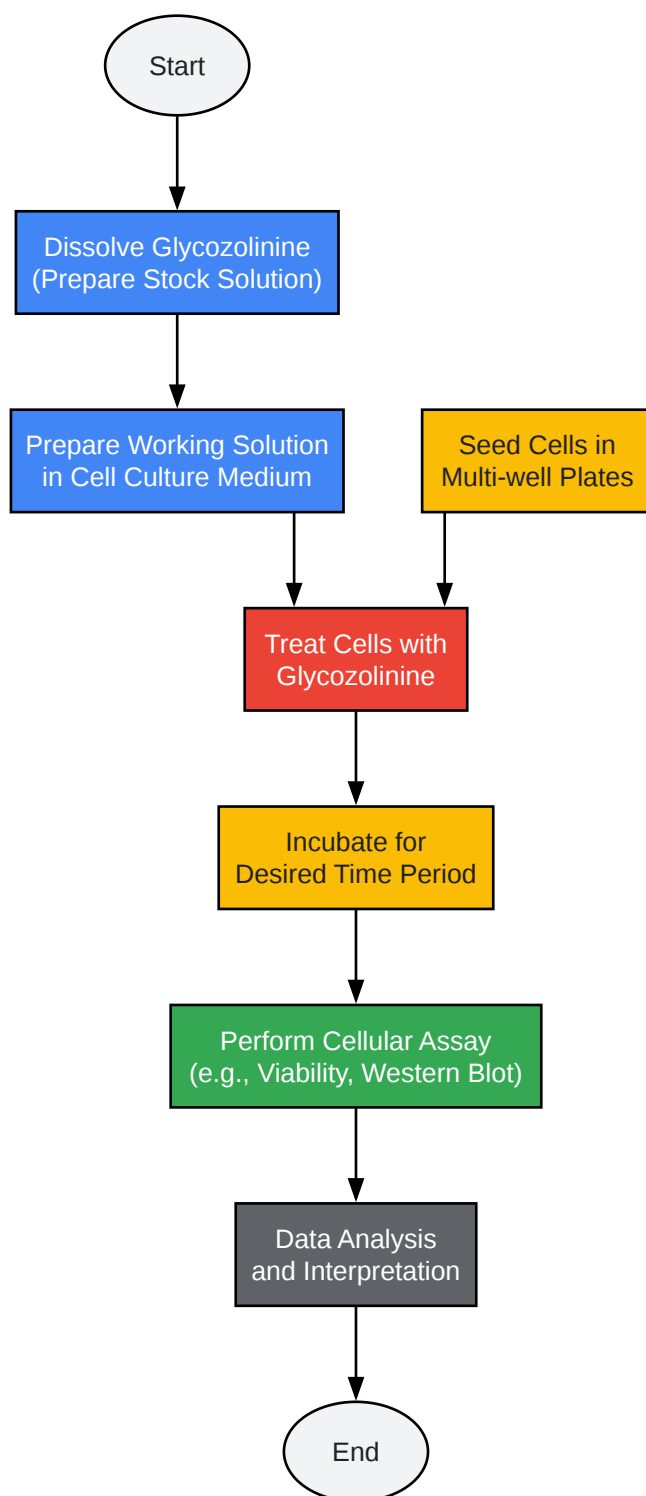 Start
Dissolve Glycozolinine
(Prepare Stock Solution)
Prepare Working Solution
in Cell Culture Medium
Seed Cells in
Multi-well Plates
Treat Cells with
Glycozolinine
Incubate for
Desired Time Period
Perform Cellular Assay
(e.g., Viability, Western Blot)
Data Analysis
and Interpretation
End